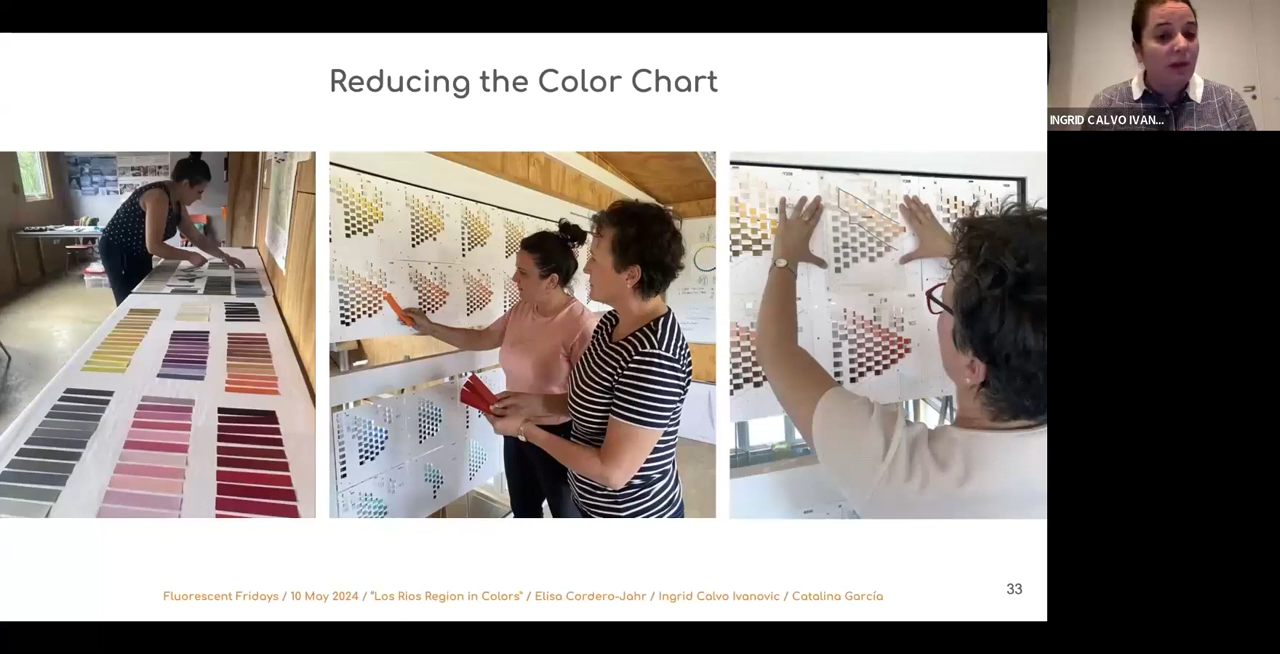 Reducing the Color Chart
INGRID CALVO IVAN...
Fluorescent Fridays / 10 May 2024 / “Los Rios Region in Colors” / Elisa Cordero-Jahr / Ingrid Calvo Ivanovic / Catalina García
33